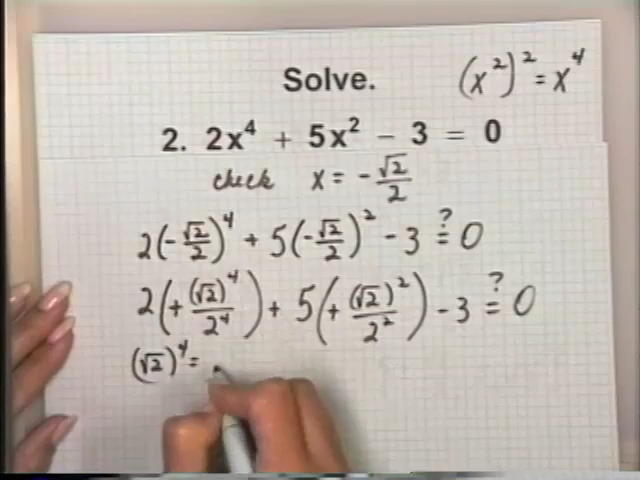 Solve. (x²)² = x⁴
2. 2x⁴ + 5x² − 3 = 0
check x = −√2/2
2(−√2/2)⁴ + 5(−√2/2)² − 3 ≟ 0
2(+(√2)⁴/2⁴) + 5(+(√2)²/2²) − 3 ≟ 0
(√2)⁴ =